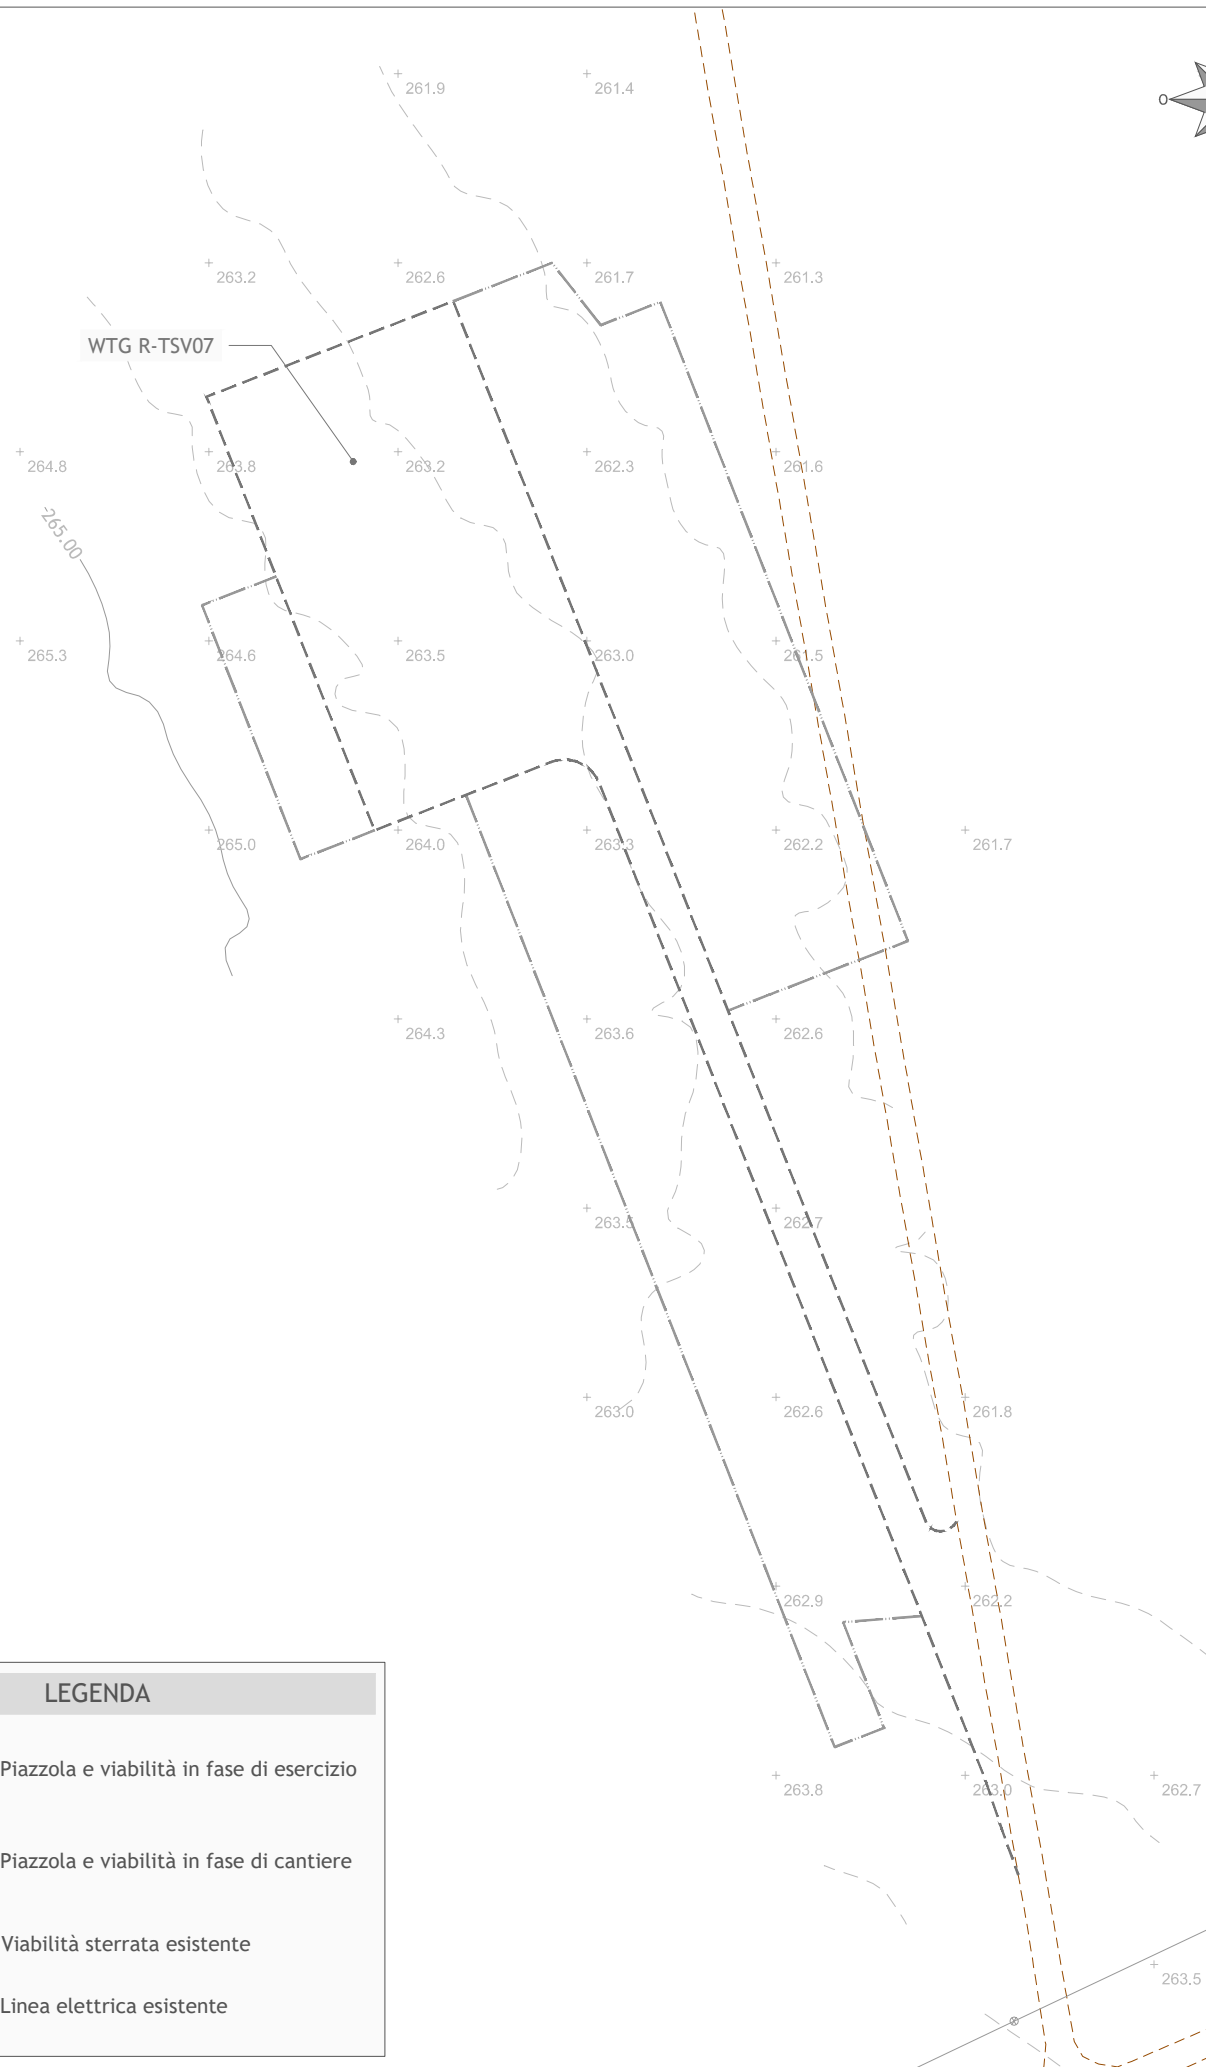 261.9 261.4
O
263.2 262.6 261.7 261.3
WTG R-TSV07
264.8 263.8 263.2 262.3 261.6
-265.00
265.3 264.6 263.5 263.0 261.5
265.0 264.0 263.3 262.2 261.7
264.3 263.6 262.6
263.5 262.7
263.0 262.6 261.8
262.9 262.2
263.8 263.0 262.7
263.5
LEGENDA
Piazzola e viabilità in fase di esercizio
Piazzola e viabilità in fase di cantiere
Viabilità sterrata esistente
Linea elettrica esistente